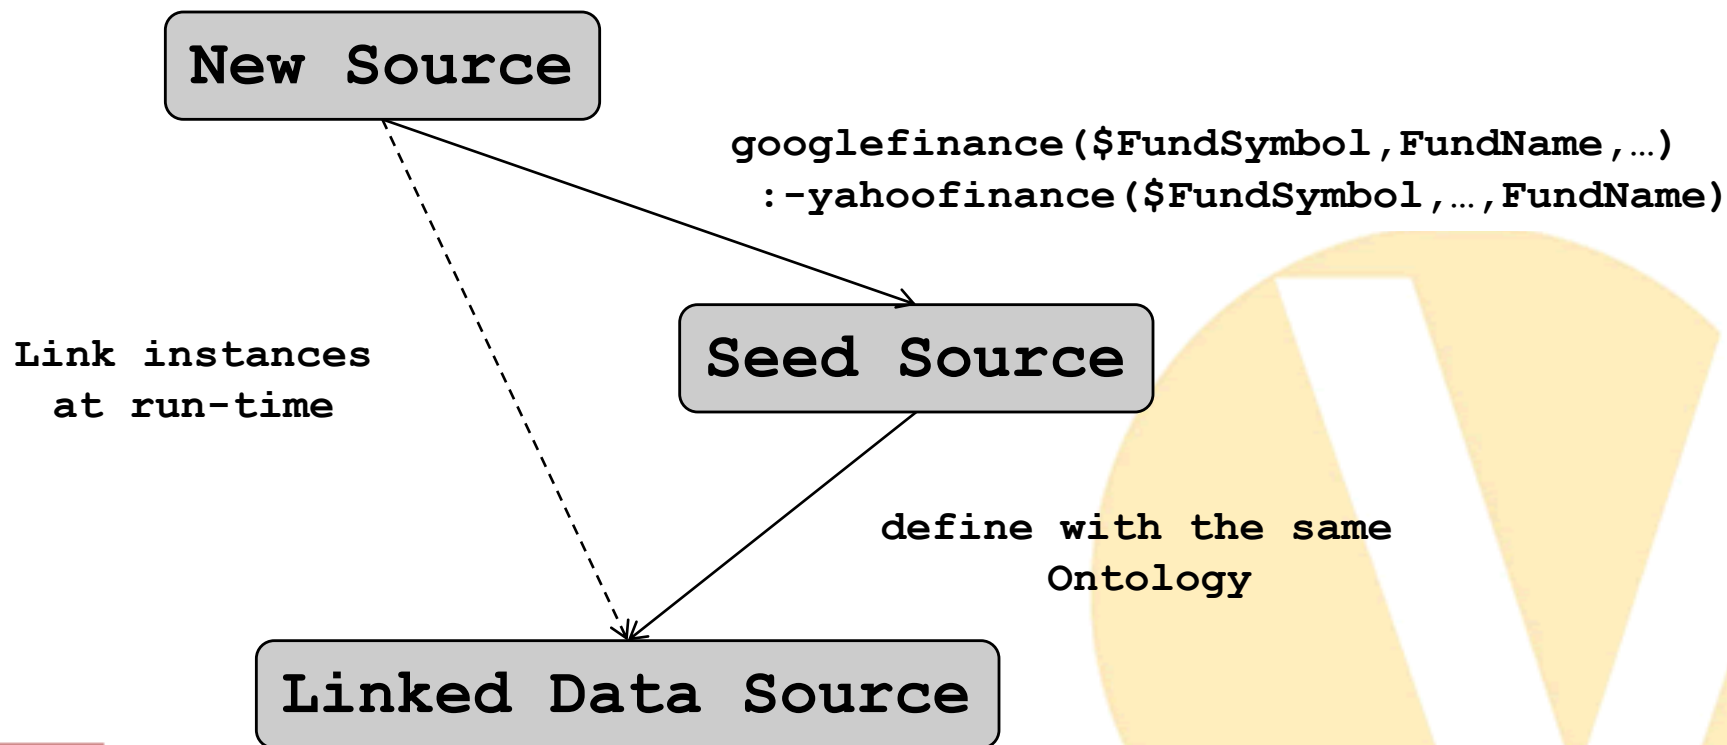 New Source
googlefinance($FundSymbol,FundName,…)
:-yahoofinance($FundSymbol,…,FundName)
Seed Source
Link instances
at run-time
define with the same
Ontology
Linked Data Source